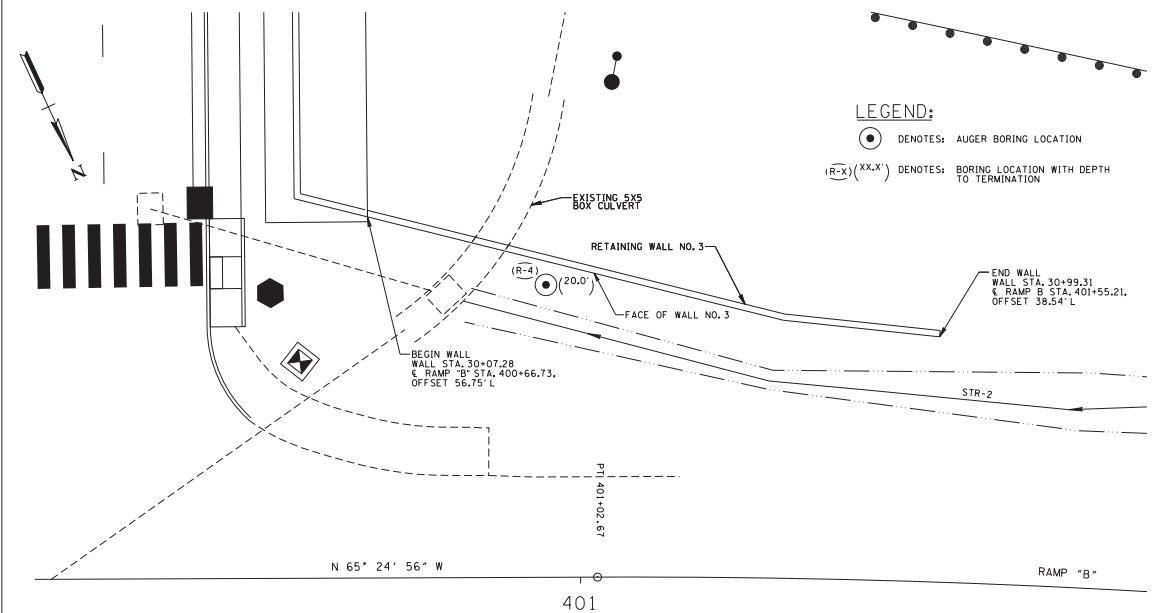 LEGEND:
DENOTES: AUGER BORING LOCATION
(R-X) (XX.X') DENOTES: BORING LOCATION WITH DEPTH
TO TERMINATION
N
EXISTING 5X5
BOX CULVERT
RETAINING WALL NO. 3
(R-4)
(20.0')
FACE OF WALL NO. 3
END WALL
WALL STA. 30+99.31
℄ RAMP B STA. 401+55.21,
OFFSET 38.54' L
BEGIN WALL
WALL STA. 30+07.28
℄ RAMP "B" STA. 400+66.73,
OFFSET 56.75' L
STR-2
PT 401+02.67
N 65° 24' 56" W
RAMP "B"
401